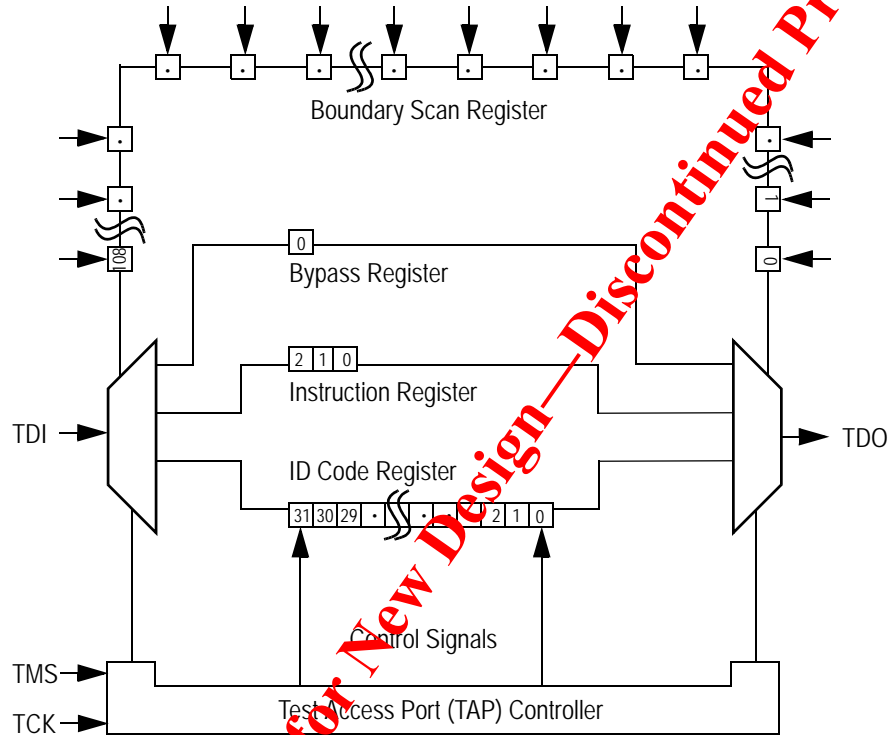 Boundary Scan Register
108
1
0
0
Bypass Register
2 1 0
Instruction Register
TDI
TDO
ID Code Register
31 30 29 · · · · 2 1 0
Control Signals
TMS
Test Access Port (TAP) Controller
TCK
for New Design—Discontinued Pr